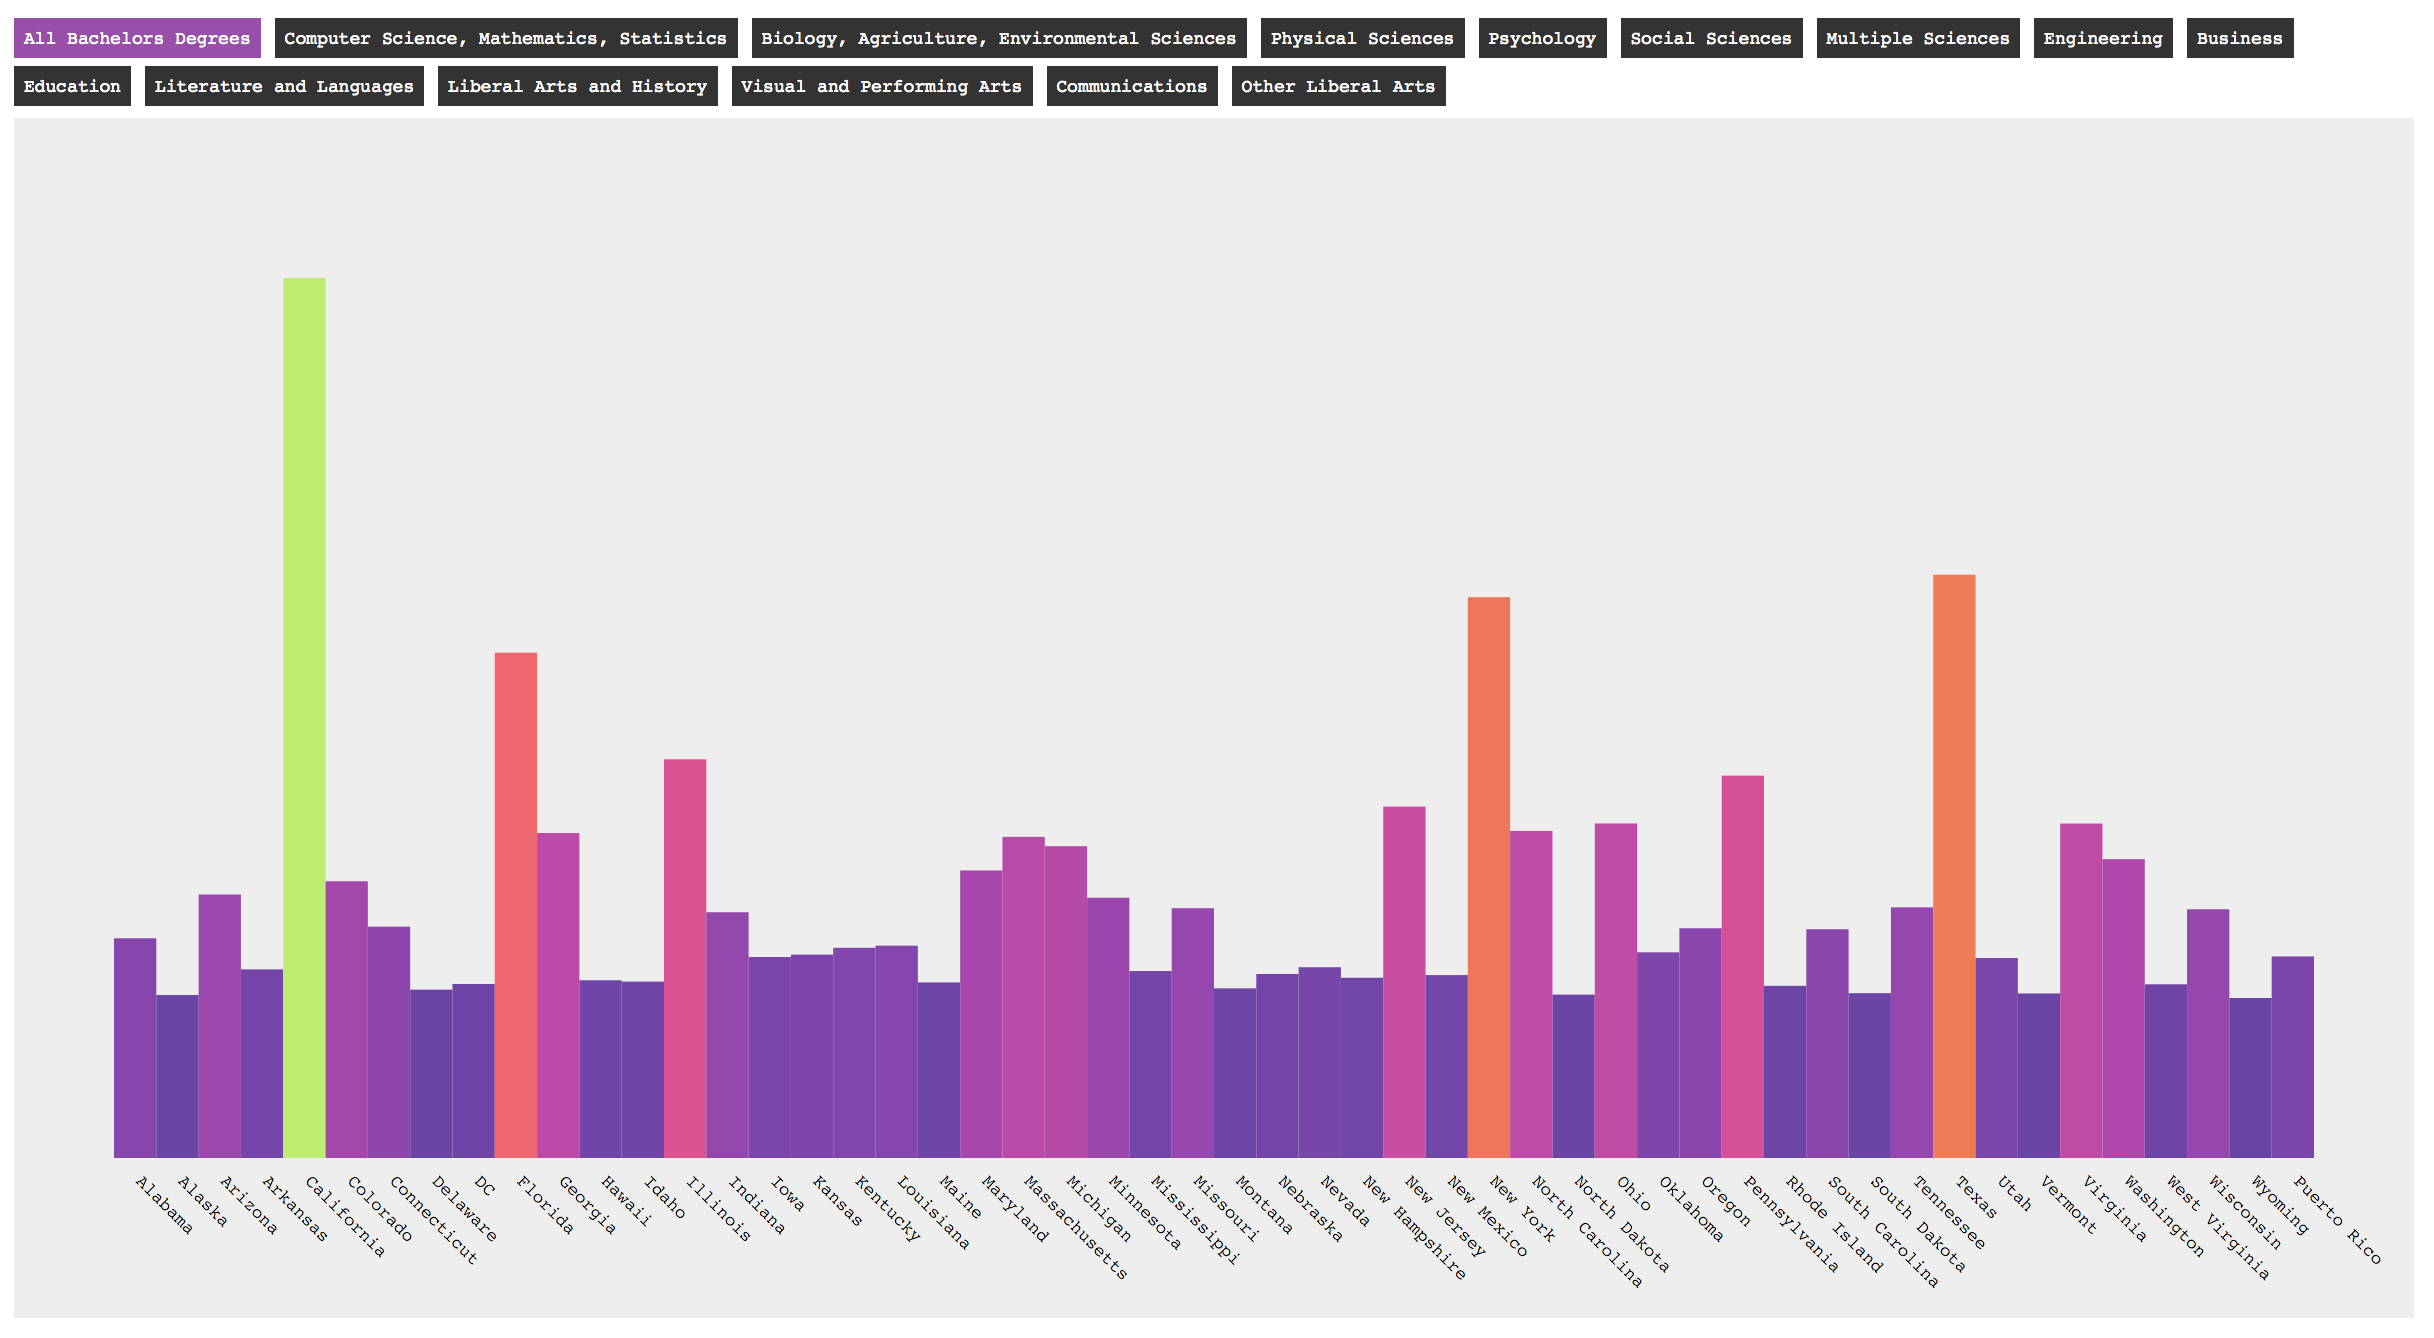 All Bachelors Degrees Computer Science, Mathematics, Statistics Biology, Agriculture, Environmental Sciences Physical Sciences Psychology Social Sciences Multiple Sciences Engineering Business
Education Literature and Languages Liberal Arts and History Visual and Performing Arts Communications Other Liberal Arts
Alabama
Alaska
Arizona
Arkansas
California
Colorado
Connecticut
Delaware
DC
Florida
Georgia
Hawaii
Idaho
Illinois
Indiana
Iowa
Kansas
Kentucky
Louisiana
Maine
Maryland
Massachusetts
Michigan
Minnesota
Mississippi
Missouri
Montana
Nebraska
Nevada
New Hampshire
New Jersey
New Mexico
New York
North Carolina
North Dakota
Ohio
Oklahoma
Oregon
Pennsylvania
Rhode Island
South Carolina
South Dakota
Tennessee
Texas
Utah
Vermont
Virginia
Washington
West Virginia
Wisconsin
Wyoming
Puerto Rico